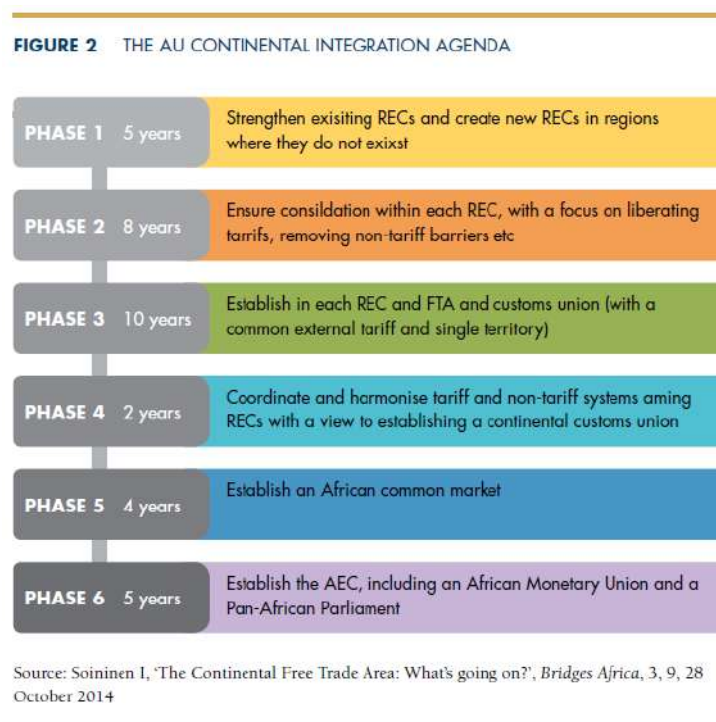 FIGURE 2 THE AU CONTINENTAL INTEGRATION AGENDA
PHASE 1 5 years
Strengthen exisiting RECs and create new RECs in regions
where they do not exixst
PHASE 2 8 years
Ensure consildation within each REC, with a focus on liberating
tarrifs, removing non-tariff barriers etc
PHASE 3 10 years
Establish in each REC and FTA and customs union (with a
common external tariff and single territory)
PHASE 4 2 years
Coordinate and harmonise tariff and non-tariff systems aming
RECs with a view to establishing a continental customs union
PHASE 5 4 years
Establish an African common market
PHASE 6 5 years
Establish the AEC, including an African Monetary Union and a
Pan-African Parliament
Source: Soininen I, ‘The Continental Free Trade Area: What’s going on?’, Bridges Africa, 3, 9, 28
October 2014